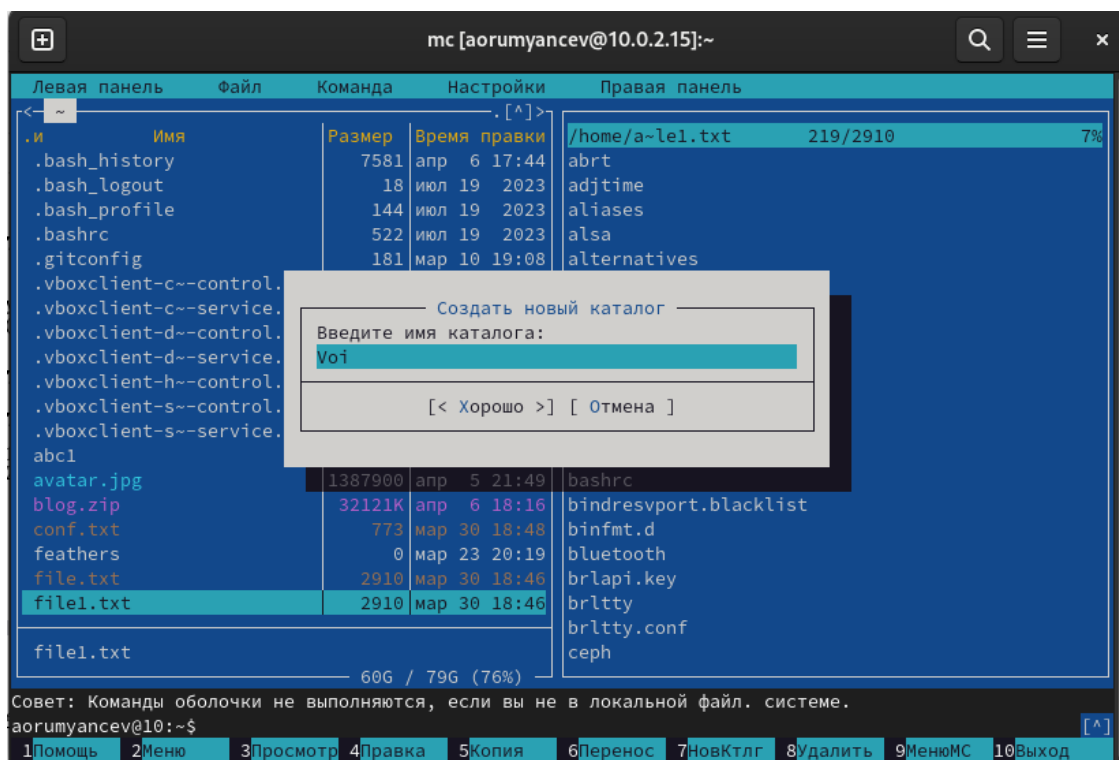 mc [aorumyancev@10.0.2.15]:~
Левая панель Файл Команда Настройки Правая панель
<─ ~ .[^]>
.и Имя Размер Время правки /home/a~le1.txt 219/2910 7%
.bash_history 7581 апр 6 17:44 abrt
.bash_logout 18 июл 19 2023 adjtime
.bash_profile 144 июл 19 2023 aliases
.bashrc 522 июл 19 2023 alsa
.gitconfig 181 мар 10 19:08 alternatives
.vboxclient-c~-control.
.vboxclient-c~-service. Создать новый каталог
.vboxclient-d~-control. Введите имя каталога:
.vboxclient-d~-service. Voi
.vboxclient-h~-control.
.vboxclient-s~-control. [< Хорошо >] [ Отмена ]
.vboxclient-s~-service.
abc1
avatar.jpg 1387900 апр 5 21:49 bashrc
blog.zip 32121K апр 6 18:16 bindresvport.blacklist
conf.txt 773 мар 30 18:48 binfmt.d
feathers 0 мар 23 20:19 bluetooth
file.txt 2910 мар 30 18:46 brlapi.key
file1.txt 2910 мар 30 18:46 brltty
brltty.conf
file1.txt ceph
60G / 79G (76%)
Совет: Команды оболочки не выполняются, если вы не в локальной файл. системе.
aorumyancev@10:~$ [^]
1Помощь 2Меню 3Просмотр 4Правка 5Копия 6Перенос 7НовКтлг 8Удалить 9МенюМС 10Выход